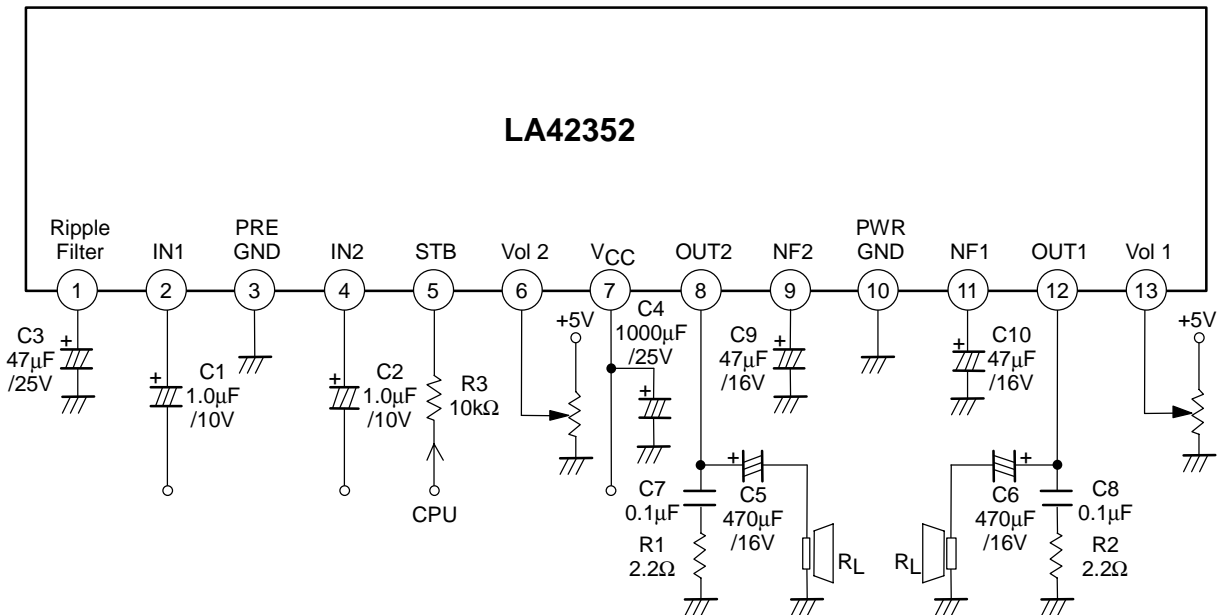 LA42352
Ripple
Filter
IN1
PRE
GND
IN2
STB
Vol 2
VCC
OUT2
NF2
PWR
GND
NF1
OUT1
Vol 1
1
2
3
4
5
6
7
8
9
10
11
12
13
C3
47µF
/25V
+
+
C1
1.0µF
/10V
+
C2
1.0µF
/10V
R3
10kΩ
CPU
+5V
C4
1000µF
/25V
+
C9
47µF
/16V
+
C10
47µF
/16V
+
+5V
C7
0.1µF
R1
2.2Ω
+
C5
470µF
/16V
RL
RL
+
C6
470µF
/16V
C8
0.1µF
R2
2.2Ω